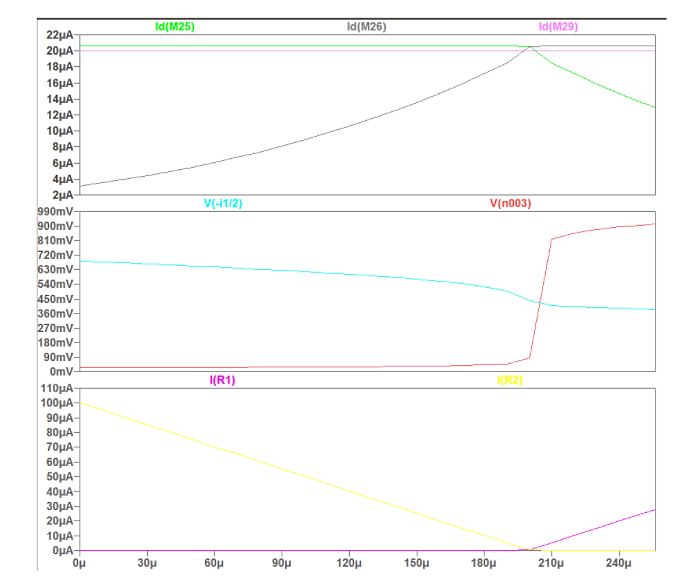 Id(M25) Id(M26) Id(M29)
22µA
20µA
18µA
16µA
14µA
12µA
10µA
8µA
6µA
4µA
2µA
V(-i1/2) V(n003)
990mV
900mV
810mV
720mV
630mV
540mV
450mV
360mV
270mV
180mV
90mV
0mV
I(R1) I(R2)
110µA
100µA
90µA
80µA
70µA
60µA
50µA
40µA
30µA
20µA
10µA
0µA
0µ 30µ 60µ 90µ 120µ 150µ 180µ 210µ 240µ